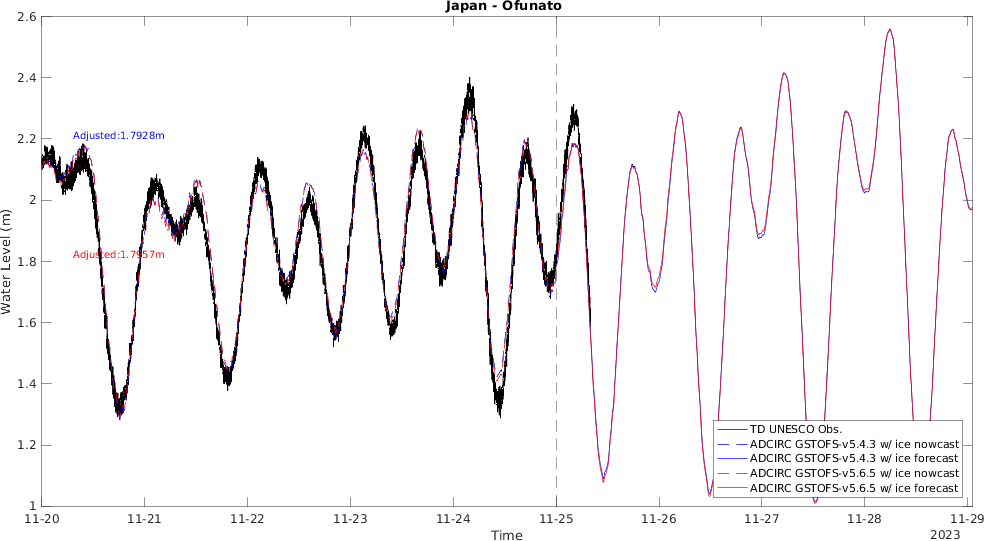 Japan - Ofunato
2.6
2.4
2.2
2
1.8
1.6
1.4
1.2
1
Water Level (m)
Adjusted:1.7928m
Adjusted:1.7957m
TD UNESCO Obs.
ADCIRC GSTOFS-v5.4.3 w/ ice nowcast
ADCIRC GSTOFS-v5.4.3 w/ ice forecast
ADCIRC GSTOFS-v5.6.5 w/ ice nowcast
ADCIRC GSTOFS-v5.6.5 w/ ice forecast
11-20 11-21 11-22 11-23 11-24 11-25 11-26 11-27 11-28 11-29
Time
2023